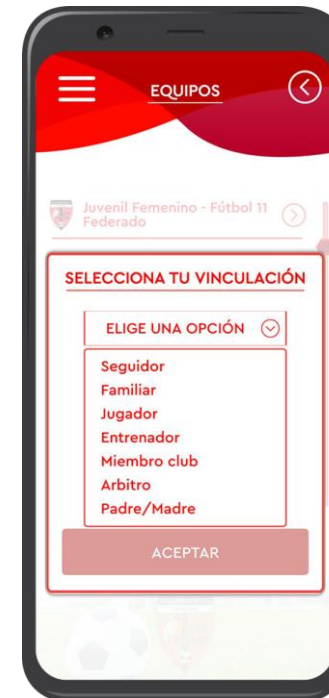 EQUIPOS
Juvenil Femenino - Fútbol 11
Federado
SELECCIONA TU VINCULACIÓN
ELIGE UNA OPCIÓN
Seguidor
Familiar
Jugador
Entrenador
Miembro club
Arbitro
Padre/Madre
ACEPTAR